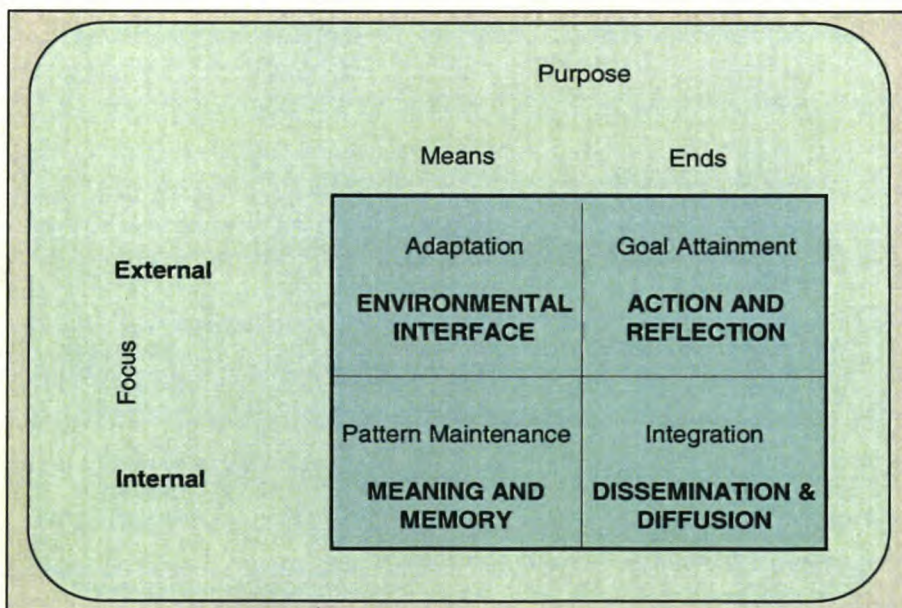 Purpose
Means Ends
External
Focus
Internal
Adaptation
ENVIRONMENTAL
INTERFACE
Goal Attainment
ACTION AND
REFLECTION
Pattern Maintenance
MEANING AND
MEMORY
Integration
DISSEMINATION &
DIFFUSION